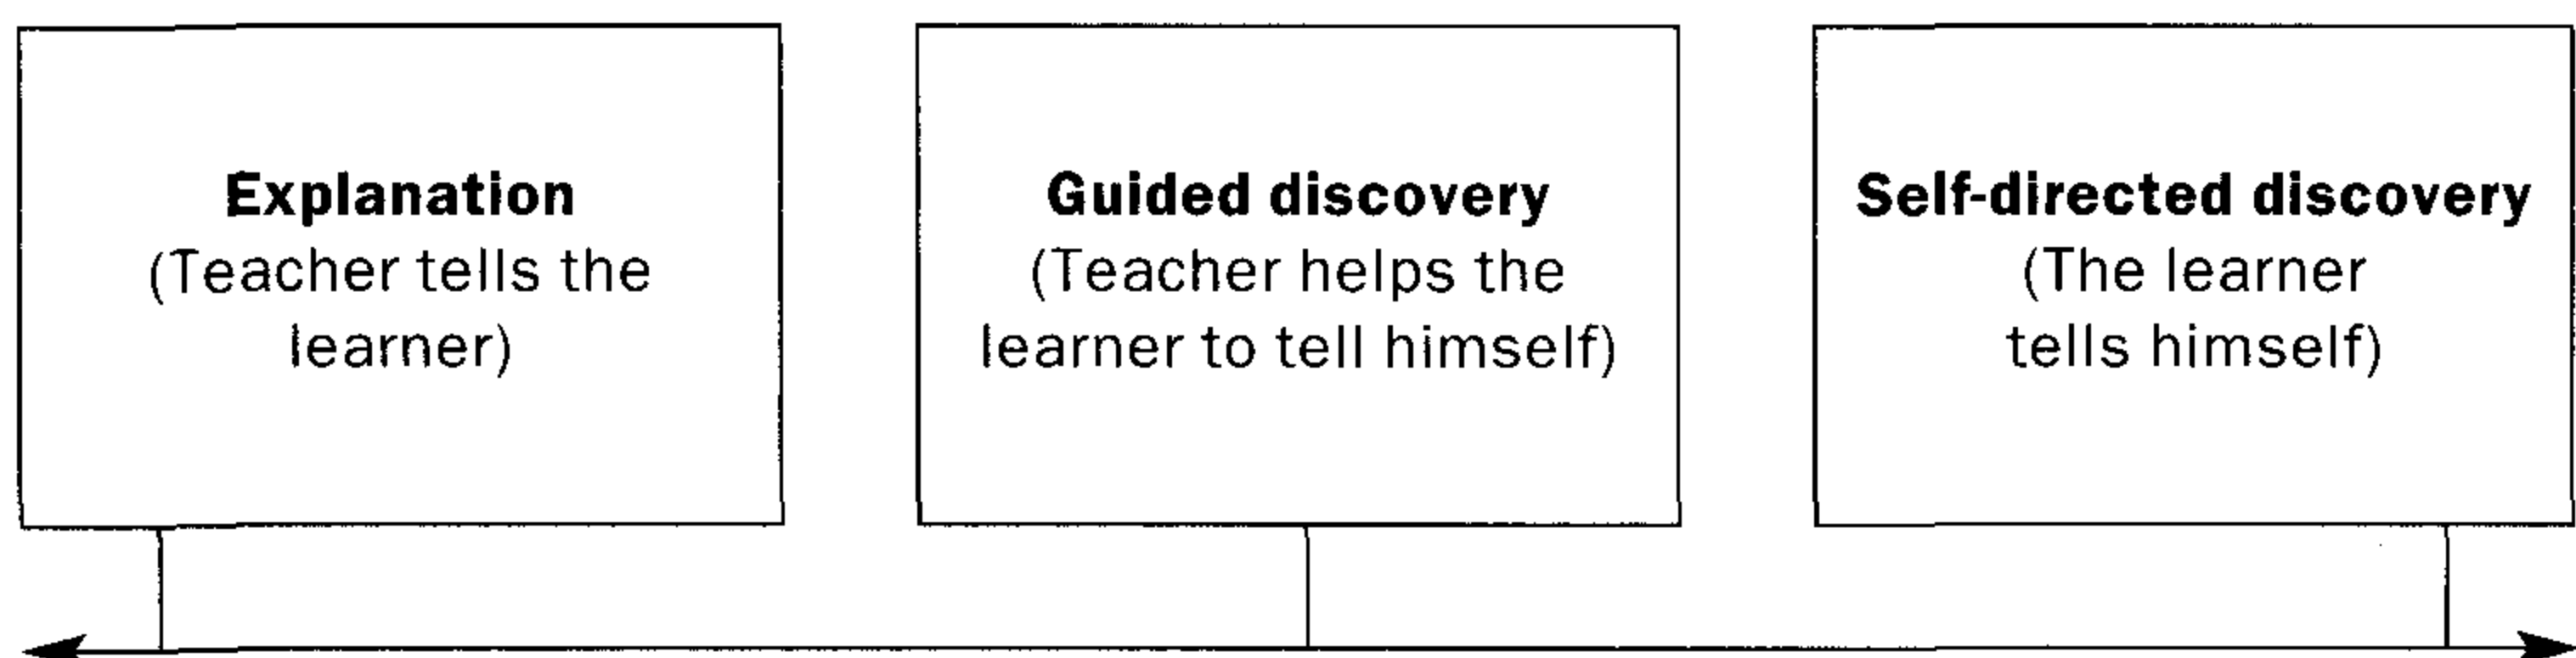 Explanation
(Teacher tells the
learner)
Guided discovery
(Teacher helps the
learner to tell himself)
Self-directed discovery
(The learner
tells himself)